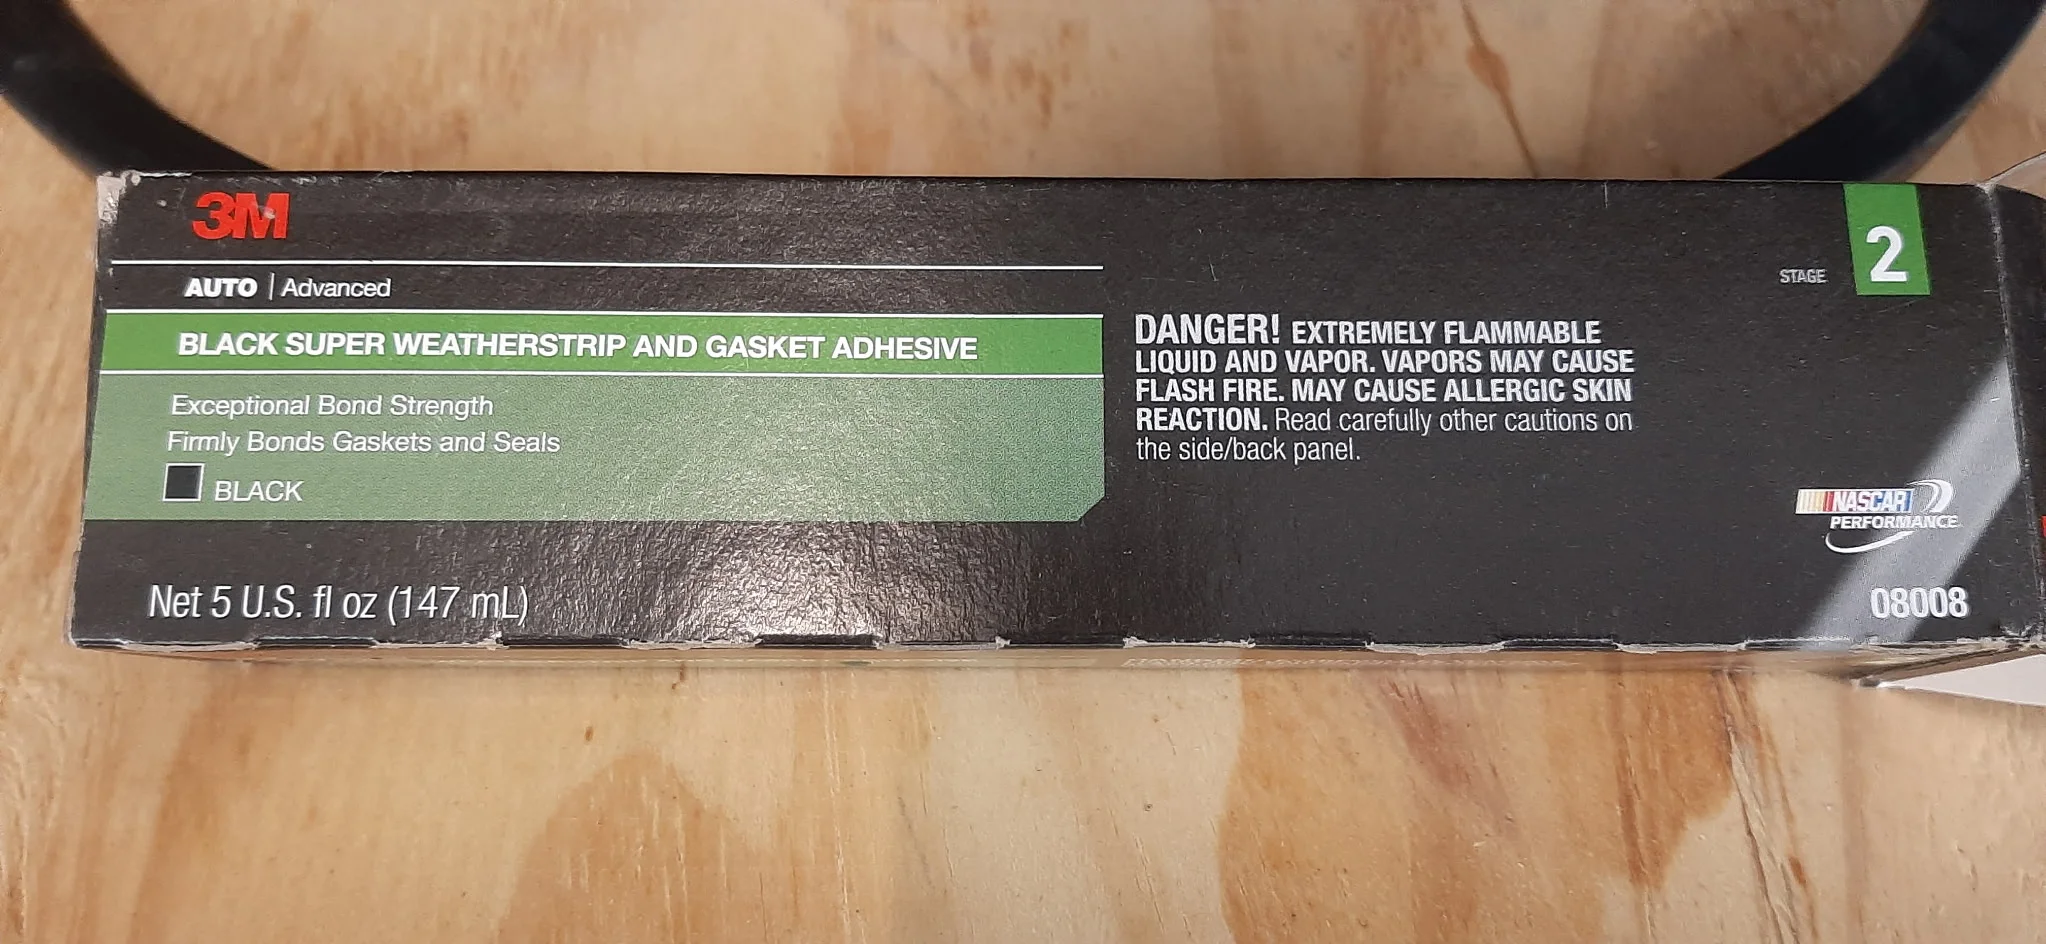 3M
AUTO | Advanced
BLACK SUPER WEATHERSTRIP AND GASKET ADHESIVE
Exceptional Bond Strength
Firmly Bonds Gaskets and Seals
BLACK
Net 5 U.S. fl oz (147 mL)
STAGE 2
DANGER! EXTREMELY FLAMMABLE
LIQUID AND VAPOR. VAPORS MAY CAUSE
FLASH FIRE. MAY CAUSE ALLERGIC SKIN
REACTION. Read carefully other cautions on
the side/back panel.
NASCAR
PERFORMANCE
08008